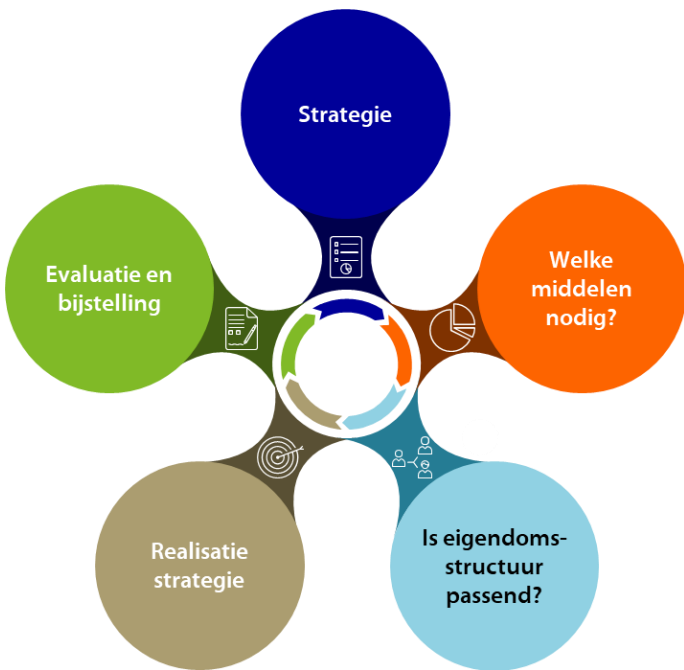 Strategie
Welke
middelen
nodig?
Is eigendoms-
structuur
passend?
Realisatie
strategie
Evaluatie en
bijstelling